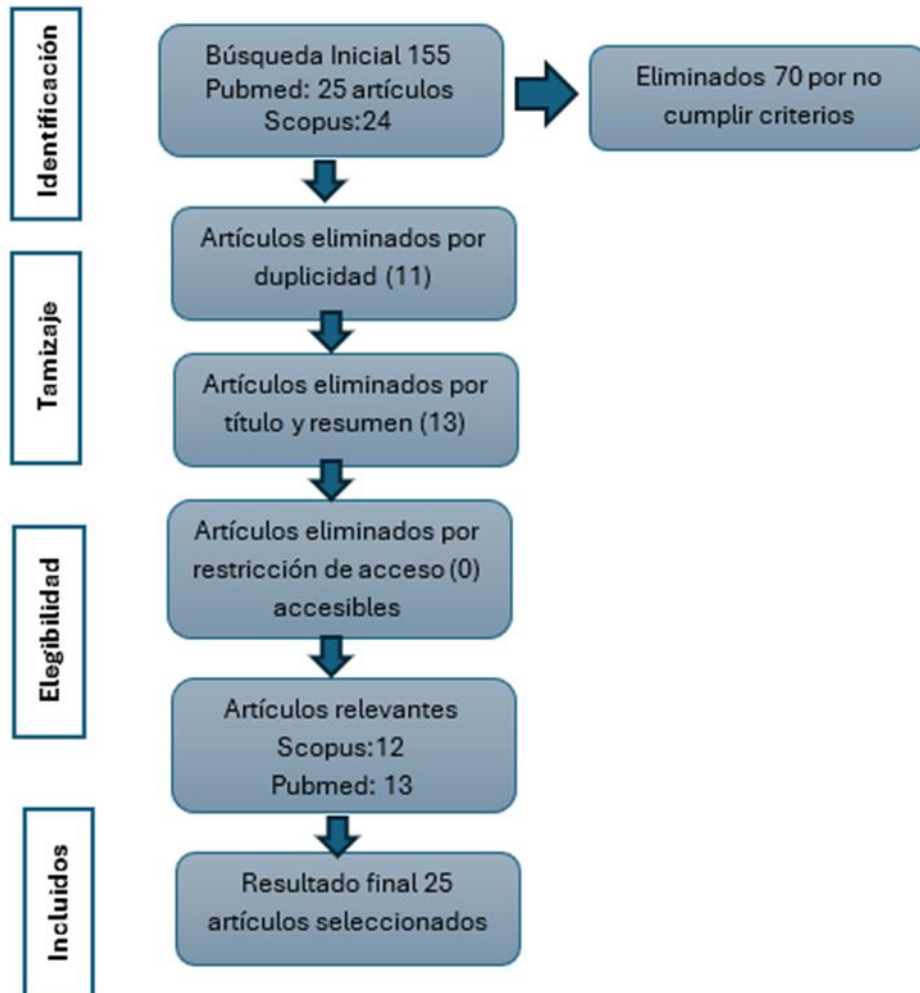 Identificación
Búsqueda Inicial 155
Pubmed: 25 artículos
Scopus:24
Eliminados 70 por no
cumplir criterios
Tamizaje
Artículos eliminados por
duplicidad (11)
Artículos eliminados por
título y resumen (13)
Elegibilidad
Artículos eliminados por
restricción de acceso (0)
accesibles
Artículos relevantes
Scopus:12
Pubmed: 13
Incluidos
Resultado final 25
artículos seleccionados